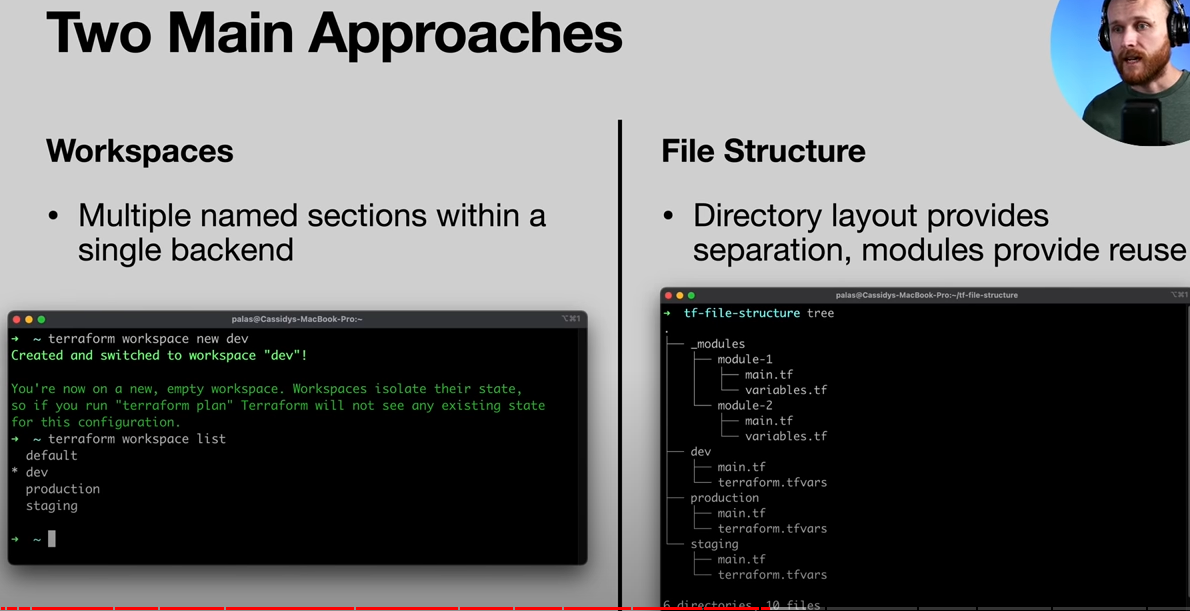 Two Main Approaches
Workspaces
• Multiple named sections within a
single backend
palas@Cassidys-MacBook-Pro:~
⌥⌘1
➜ ~ terraform workspace new dev
Created and switched to workspace "dev"!
You're now on a new, empty workspace. Workspaces isolate their state,
so if you run "terraform plan" Terraform will not see any existing state
for this configuration.
➜ ~ terraform workspace list
default
* dev
production
staging
➜ ~
File Structure
• Directory layout provides
separation, modules provide reuse
palas@Cassidys-MacBook-Pro:~/tf-file-structure
⌥⌘1
➜ tf-file-structure tree
.
├── _modules
│   ├── module-1
│   │   ├── main.tf
│   │   └── variables.tf
│   └── module-2
│       ├── main.tf
│       └── variables.tf
├── dev
│   ├── main.tf
│   └── terraform.tfvars
├── production
│   ├── main.tf
│   └── terraform.tfvars
└── staging
    ├── main.tf
    └── terraform.tfvars
6 directories, 10 files